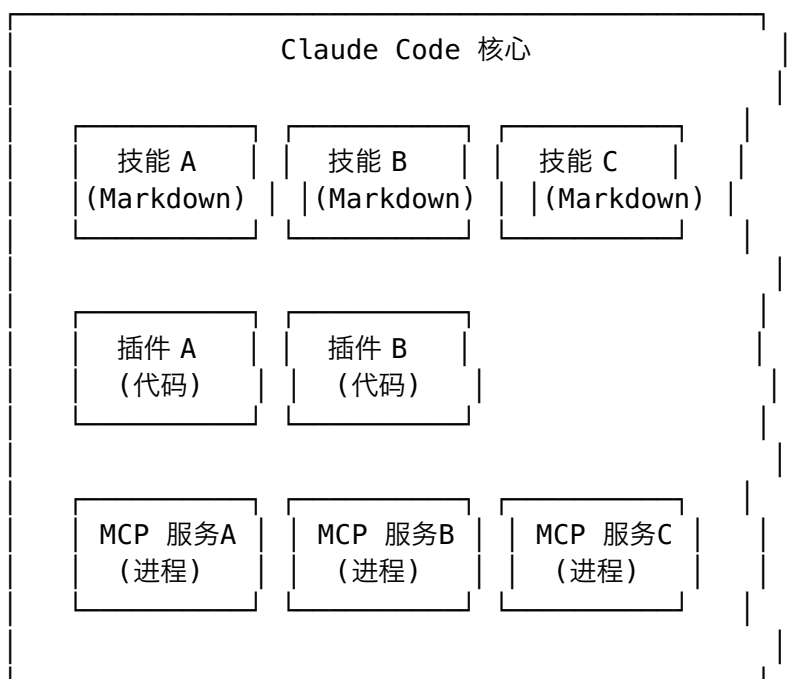 Claude Code 核心
技能 A 技能 B 技能 C
(Markdown) (Markdown) (Markdown)
插件 A 插件 B
(代码) (代码)
MCP 服务A MCP 服务B MCP 服务C
(进程) (进程) (进程)